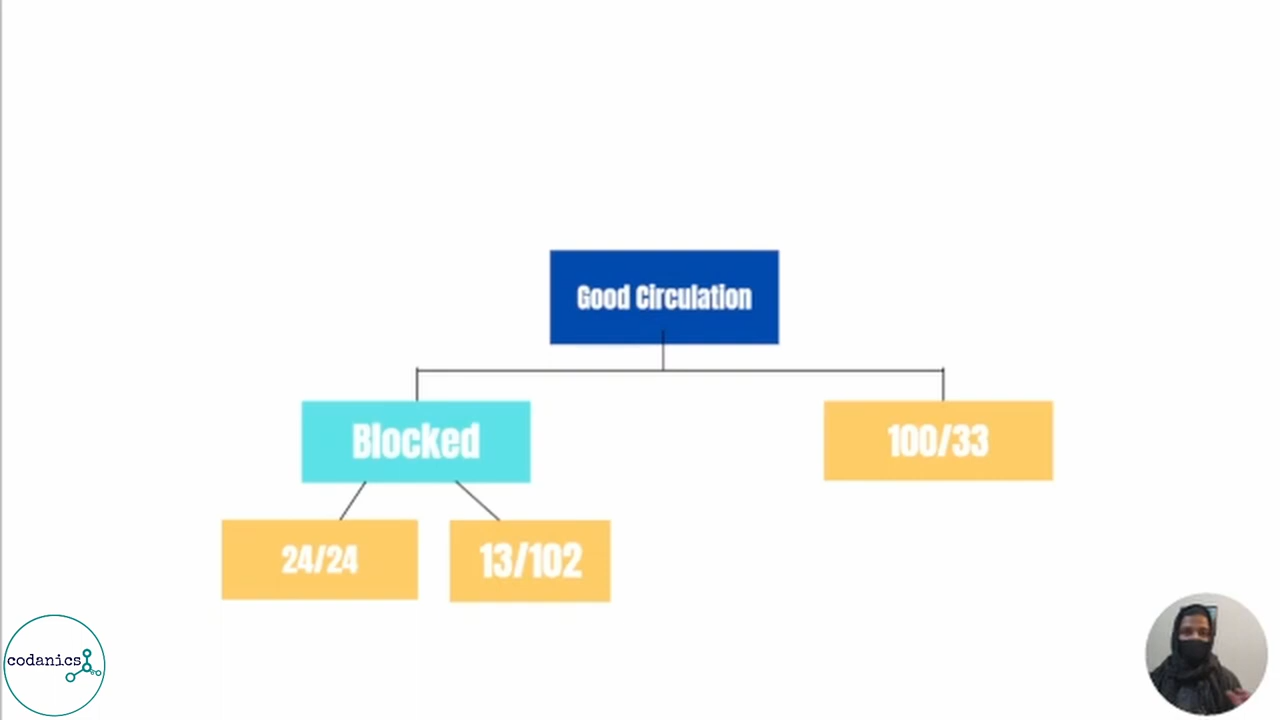 Good Circulation
Blocked
100/33
24/24
13/102
codanics